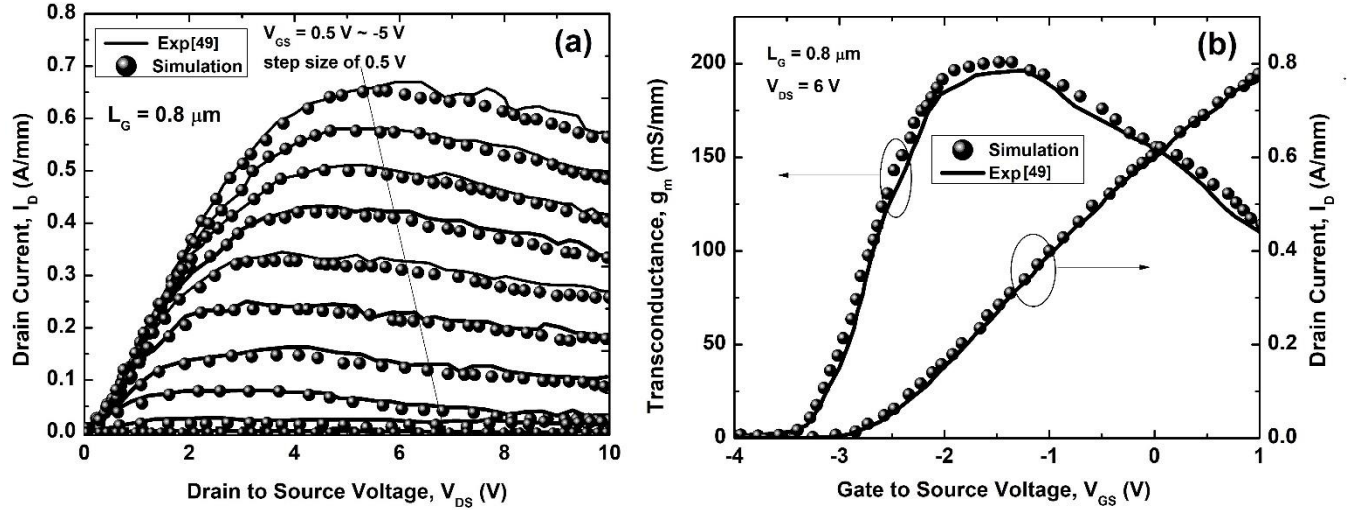 (a)
Exp[49]
Simulation
V_GS = 0.5 V ~ -5 V
step size of 0.5 V
L_G = 0.8 μm
0.8
0.7
0.6
0.5
0.4
0.3
0.2
0.1
0.0
Drain Current, I_D (A/mm)
0 2 4 6 8 10
Drain to Source Voltage, V_DS (V)
(b)
L_G = 0.8 μm
V_DS = 6 V
Simulation
Exp[49]
200
150
100
50
0
Transconductance, g_m (mS/mm)
0.8
0.6
0.4
0.2
0.0
Drain Current, I_D (A/mm)
-4 -3 -2 -1 0 1
Gate to Source Voltage, V_GS (V)